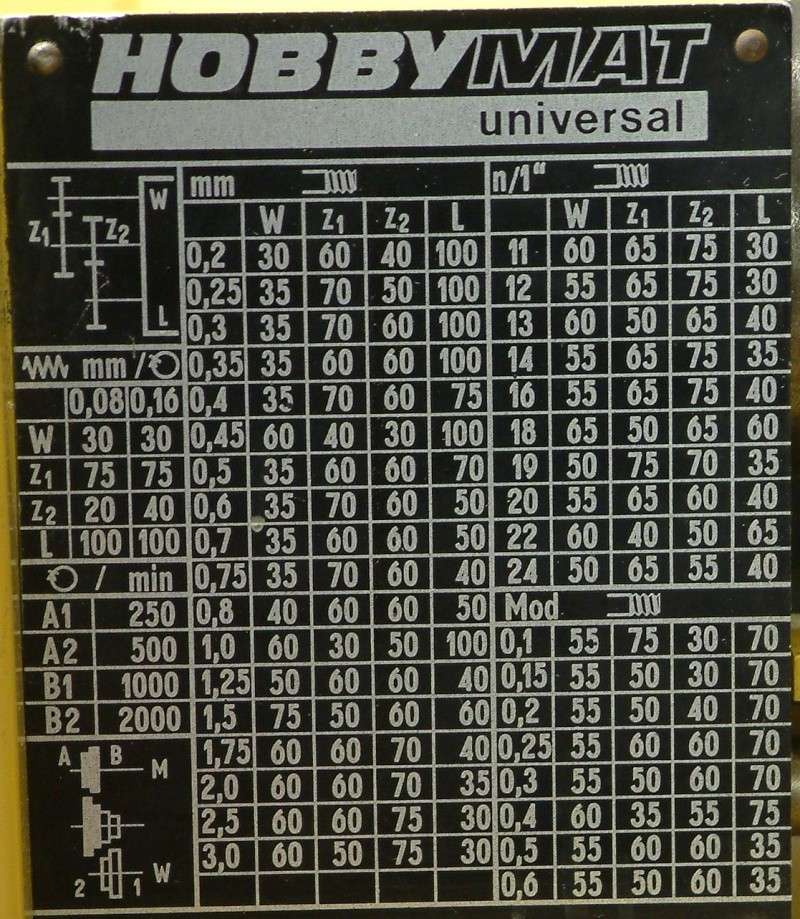 HOBBYMAT
universal
W
Z1 Z2
L
mm/
0,08 0,16
W 30 30
Z1 75 75
Z2 20 40
L 100 100
/ min
A1 250
A2 500
B1 1000
B2 2000
A B M
2 1 W
mm
W Z1 Z2 L
0,2 30 60 40 100
0,25 35 70 50 100
0,3 35 70 60 100
0,35 35 60 60 100
0,4 35 70 60 75
0,45 60 40 30 100
0,5 35 60 60 70
0,6 35 70 60 50
0,7 35 60 60 50
0,75 35 70 60 40
0,8 40 60 60 50
1,0 60 30 50 100
1,25 50 60 60 40
1,5 75 50 60 60
1,75 60 60 70 40
2,0 60 60 70 35
2,5 60 60 75 30
3,0 60 50 75 30
n/1"
W Z1 Z2 L
11 60 65 75 30
12 55 65 75 30
13 60 50 65 40
14 55 65 75 35
16 55 65 75 40
18 65 50 65 60
19 50 75 70 35
20 55 65 60 40
22 60 40 50 65
24 50 65 55 40
Mod
0,1 55 75 30 70
0,15 55 50 30 70
0,2 55 50 40 70
0,25 55 60 60 70
0,3 55 50 60 70
0,4 60 35 55 75
0,5 55 60 60 35
0,6 55 50 60 35